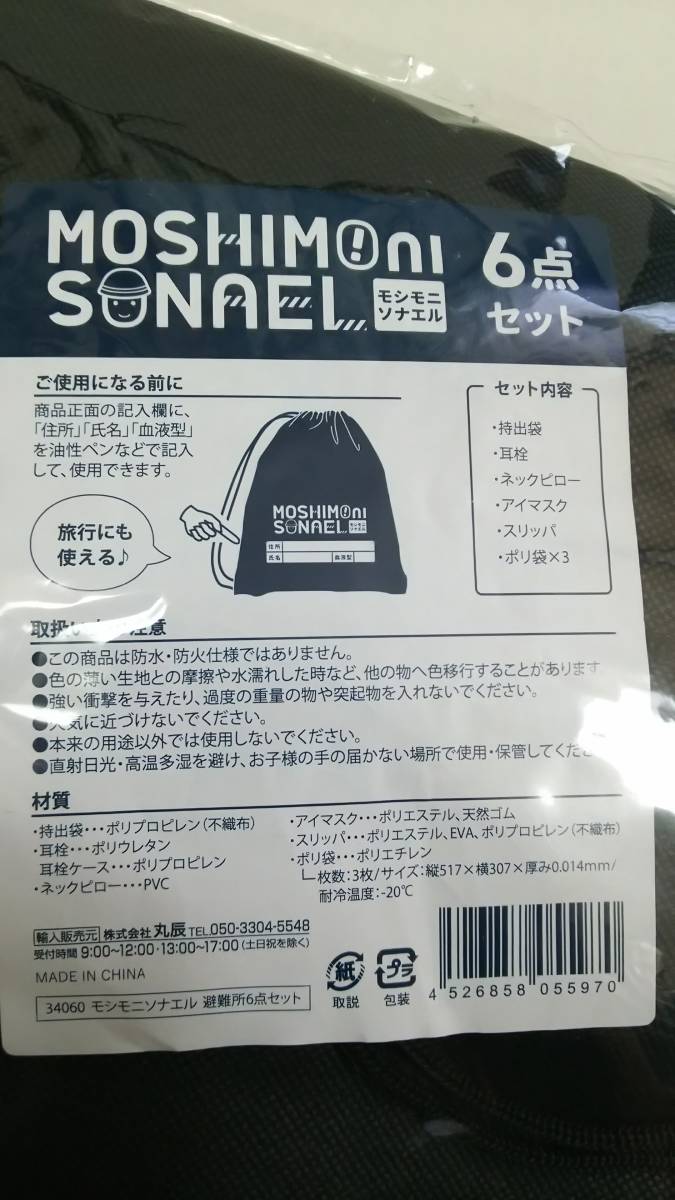 MOSHIMOnI
SONAEL
モシモニ
ソナエル
6点
セット
ご使用になる前に
商品正面の記入欄に、
「住所」「氏名」「血液型」
を油性ペンなどで記入
して、使用できます。
旅行にも
使える♪
MOSHIMOnI
SONAEL
モシモニ
ソナエル
住所
氏名
血液型
セット内容
・持出袋
・耳栓
・ネックピロー
・アイマスク
・スリッパ
・ポリ袋×3
取扱い 注意
●この商品は防水・防火仕様ではありません。
●色の薄い生地との摩擦や水濡れした時など、他の物へ色移行することがあります
●強い衝撃を与えたり、過度の重量の物や突起物を入れないでください。
●火気に近づけないでください。
●本来の用途以外では使用しないでください。
●直射日光・高温多湿を避け、お子様の手の届かない場所で使用・保管してくだ
材質
・持出袋・・・ポリプロピレン(不織布)
・耳栓・・・ポリウレタン
耳栓ケース・・・ポリプロピレン
・ネックピロー・・・PVC
・アイマスク・・・ポリエステル、天然ゴム
・スリッパ・・・ポリエステル、EVA、ポリプロピレン(不織布)
・ポリ袋・・・ポリエチレン
└枚数:3枚/サイズ:縦517×横307×厚み0.014mm/
耐冷温度:-20℃
輸入販売元 株式会社 丸辰 TEL.050-3304-5548
受付時間 9:00~12:00・13:00~17:00(土日祝を除く)
MADE IN CHINA
34060 モシモニソナエル 避難所6点セット
紙
取説
プラ
包装
4 526858 055970